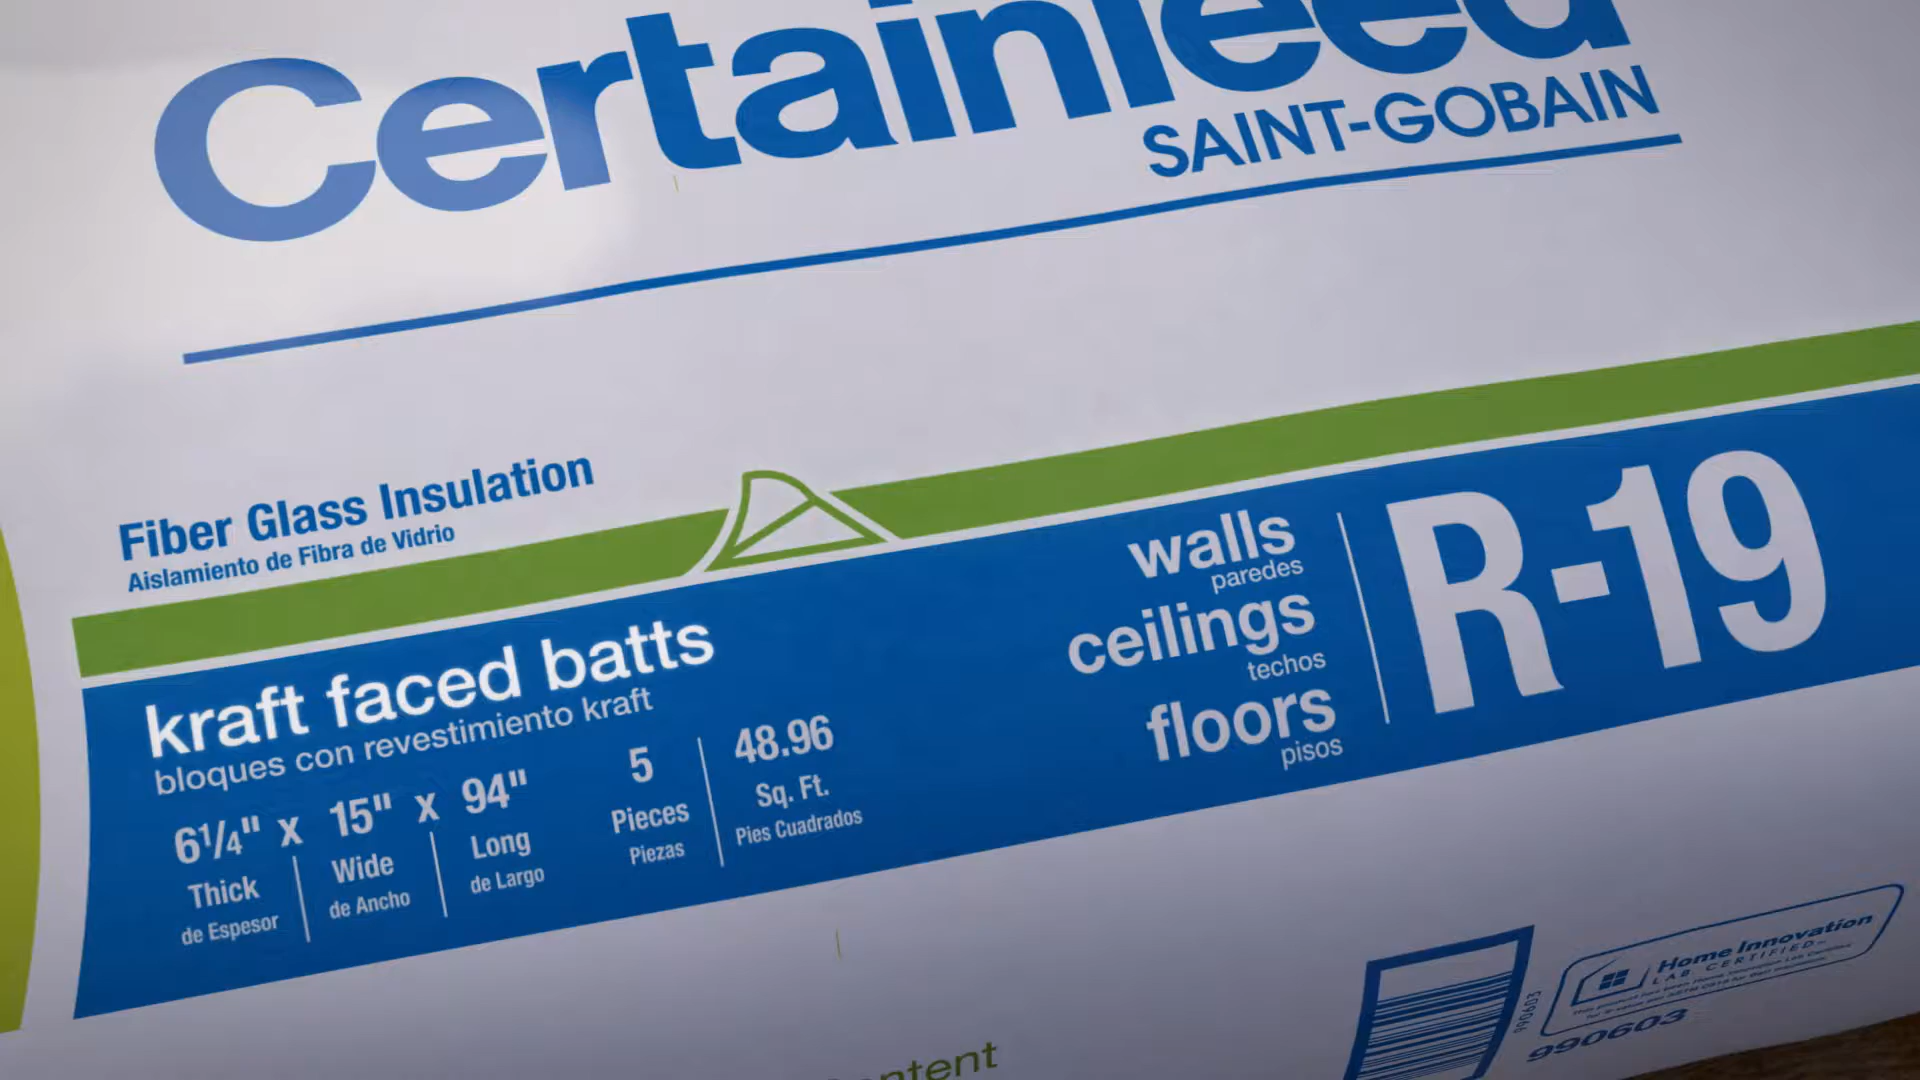 CertainTeed
SAINT-GOBAIN
Fiber Glass Insulation
Aislamiento de Fibra de Vidrio
kraft faced batts
bloques con revestimiento kraft
6¼" x 15" x 94" 5 48.96
Thick Wide Long Pieces Sq. Ft.
de Espesor de Ancho de Largo Piezas Pies Cuadrados
walls
paredes
ceilings
techos
floors
pisos
R-19
990603
Home Innovation
LAB CERTIFIED
990603